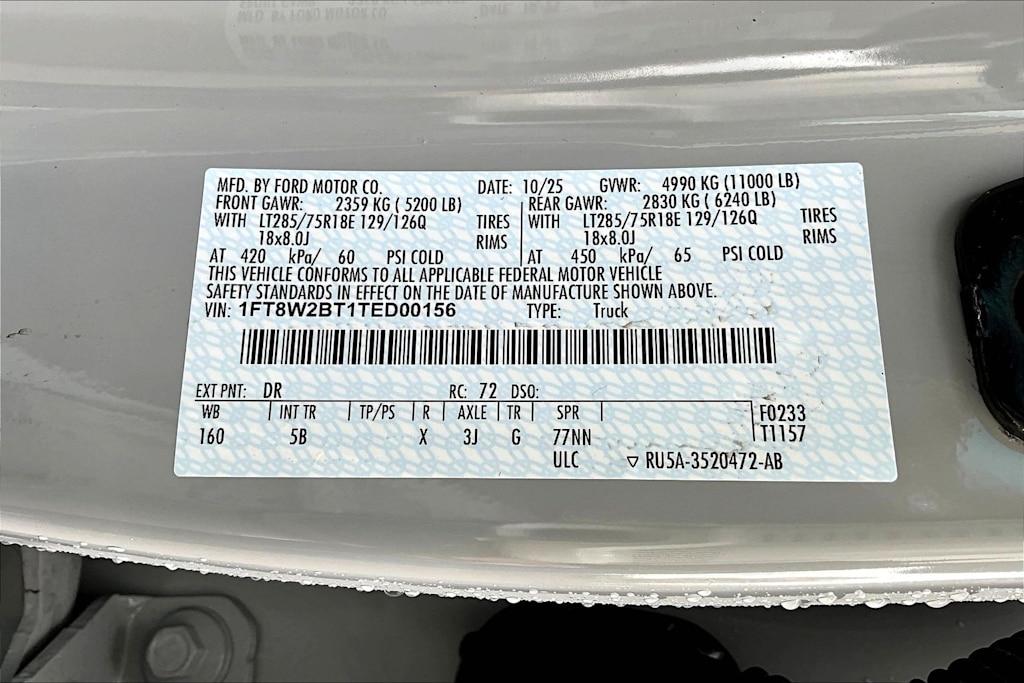 MFD. BY FORD MOTOR CO. DATE: 10/25 GVWR: 4990 KG (11000 LB)
FRONT GAWR: 2359 KG ( 5200 LB) REAR GAWR: 2830 KG ( 6240 LB)
WITH LT285/75R18E 129/126Q TIRES WITH LT285/75R18E 129/126Q TIRES
18x8.0J RIMS 18x8.0J RIMS
AT 420 kPa/ 60 PSI COLD AT 450 kPa/ 65 PSI COLD
THIS VEHICLE CONFORMS TO ALL APPLICABLE FEDERAL MOTOR VEHICLE
SAFETY STANDARDS IN EFFECT ON THE DATE OF MANUFACTURE SHOWN ABOVE.
VIN: 1FT8W2BT1TED00156 TYPE: Truck
EXT PNT: DR RC: 72 DSO:
WB INT TR TP/PS R AXLE TR SPR F0233
160 5B X 3J G 77NN T1157
ULC ▽ RU5A-3520472-AB